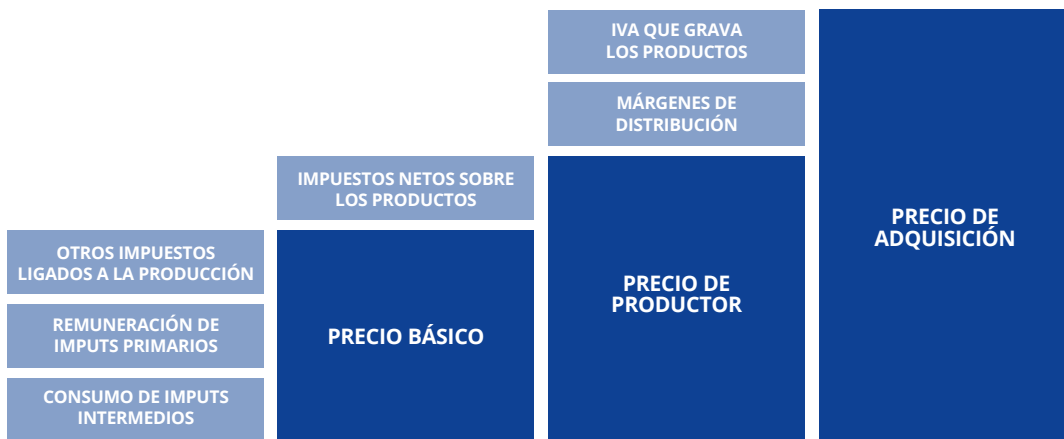 IVA QUE GRAVA
LOS PRODUCTOS
MÁRGENES DE
DISTRIBUCIÓN
IMPUESTOS NETOS SOBRE
LOS PRODUCTOS
PRECIO DE
ADQUISICIÓN
OTROS IMPUESTOS
LIGADOS A LA PRODUCCIÓN
PRECIO DE
PRODUCTOR
REMUNERACIÓN DE
IMPUTS PRIMARIOS
PRECIO BÁSICO
CONSUMO DE IMPUTS
INTERMEDIOS